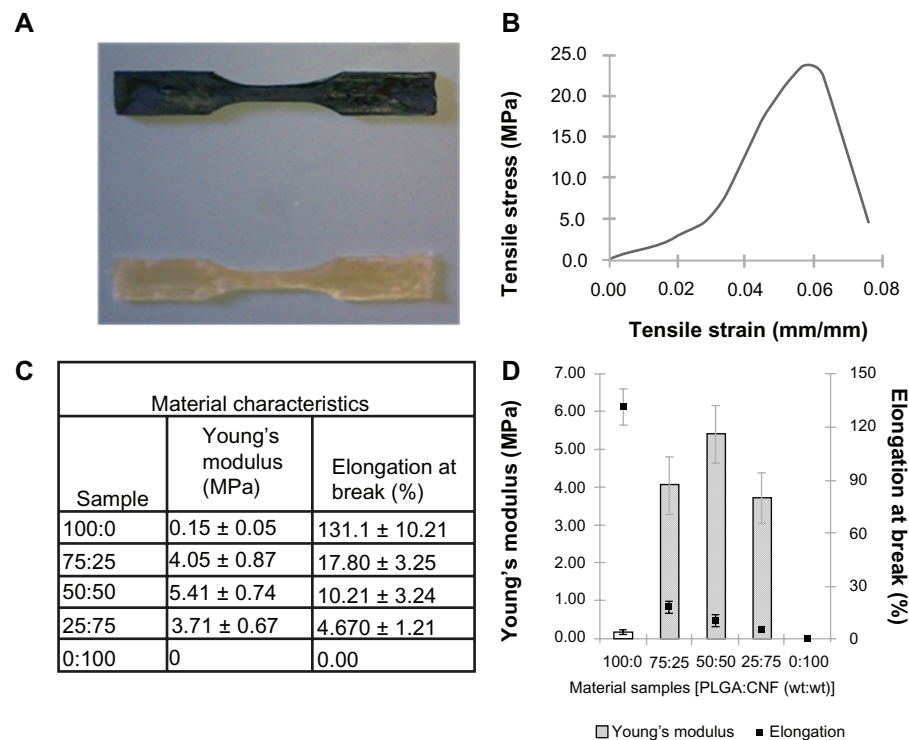 A
B
25.0
20.0
15.0
10.0
5.0
0.0
0.00 0.02 0.04 0.06 0.08
Tensile stress (MPa)
Tensile strain (mm/mm)
C
Material characteristics
Sample Young’s modulus (MPa) Elongation at break (%)
100:0 0.15 ± 0.05 131.1 ± 10.21
75:25 4.05 ± 0.87 17.80 ± 3.25
50:50 5.41 ± 0.74 10.21 ± 3.24
25:75 3.71 ± 0.67 4.670 ± 1.21
0:100 0 0.00
D
Young’s modulus (MPa)
7.00
6.00
5.00
4.00
3.00
2.00
1.00
0.00
150
120
90
60
30
0
Elongation at break (%)
100:0 75:25 50:50 25:75 0:100
Material samples [PLGA:CNF (wt:wt)]
Young’s modulus Elongation